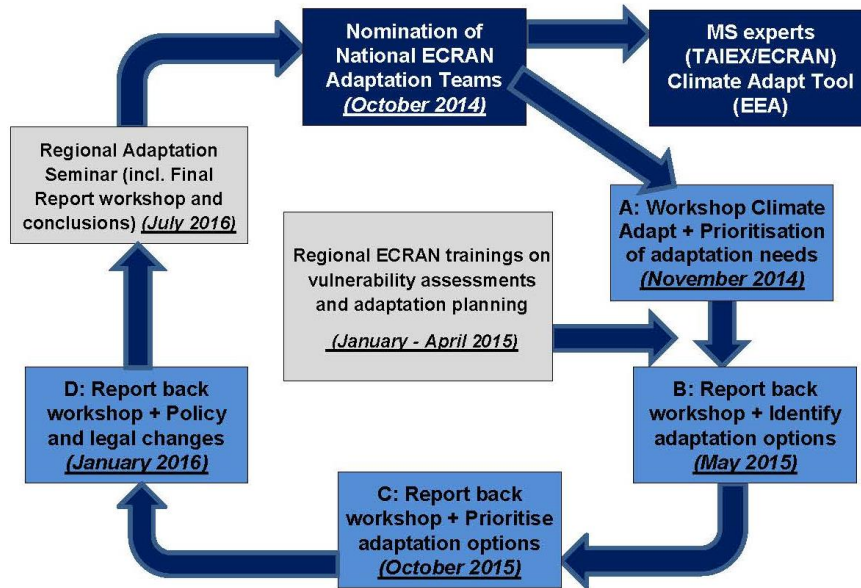 Nomination of
National ECRAN
Adaptation Teams
(October 2014)
MS experts
(TAIEX/ECRAN)
Climate Adapt Tool
(EEA)
Regional Adaptation
Seminar (incl. Final
Report workshop and
conclusions) (July 2016)
A: Workshop Climate
Adapt + Prioritisation
of adaptation needs
(November 2014)
Regional ECRAN trainings on
vulnerability assessments
and adaptation planning
(January - April 2015)
D: Report back
workshop + Policy
and legal changes
(January 2016)
B: Report back
workshop + Identify
adaptation options
(May 2015)
C: Report back
workshop + Prioritise
adaptation options
(October 2015)